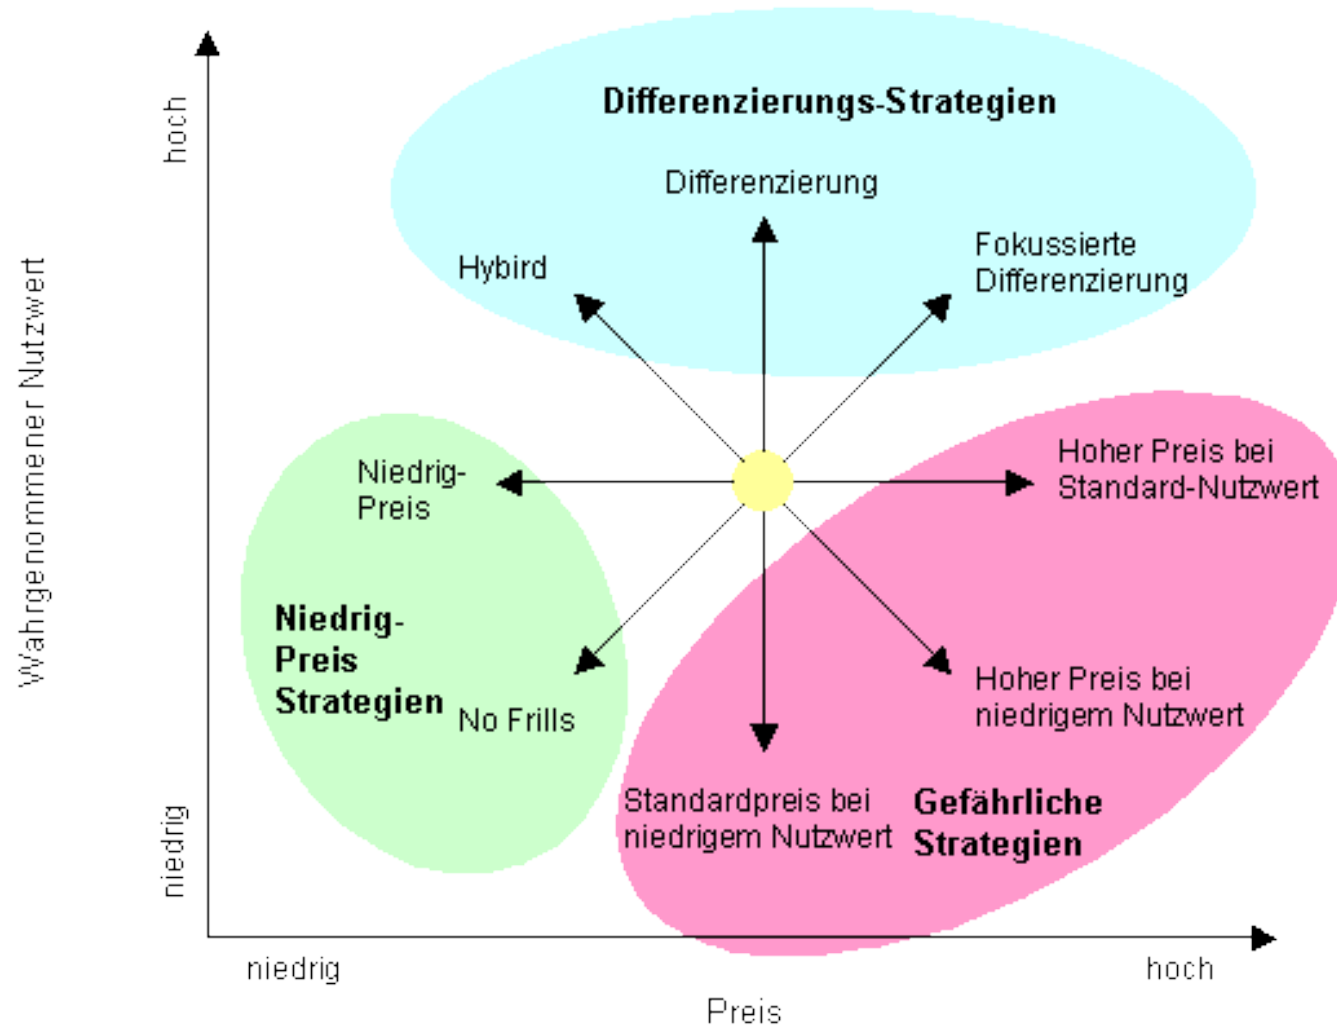 hoch
Differenzierungs-Strategien
Differenzierung
Wahrgenommener Nutzwert
Hybird
Fokussierte
Differenzierung
Niedrig-
Preis
Hoher Preis bei
Standard-Nutzwert
Niedrig-
Preis
Strategien
No Frills
Hoher Preis bei
niedrigem Nutzwert
Standardpreis bei
niedrigem Nutzwert
Gefährliche
Strategien
niedrig
niedrig
hoch
Preis